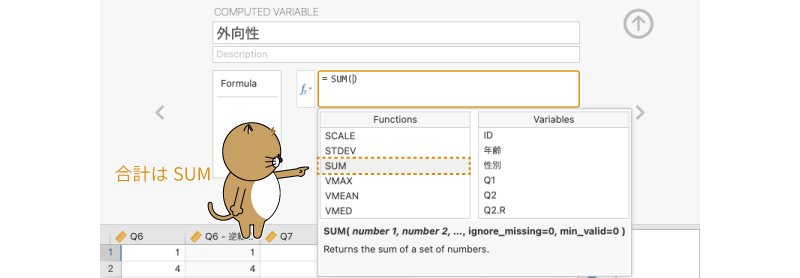 COMPUTED VARIABLE
外向性
Description
Formula
= SUM()
Functions
Variables
SCALE
ID
STDEV
年齢
SUM
性別
VMAX
Q1
VMEAN
Q2
VMED
Q2.R
合計は SUM
SUM( number 1, number 2, …, ignore_missing=0, min_valid=0 )
Returns the sum of a set of numbers.
Q6
Q6 - 逆転
Q7
1
1
1
2
4
4